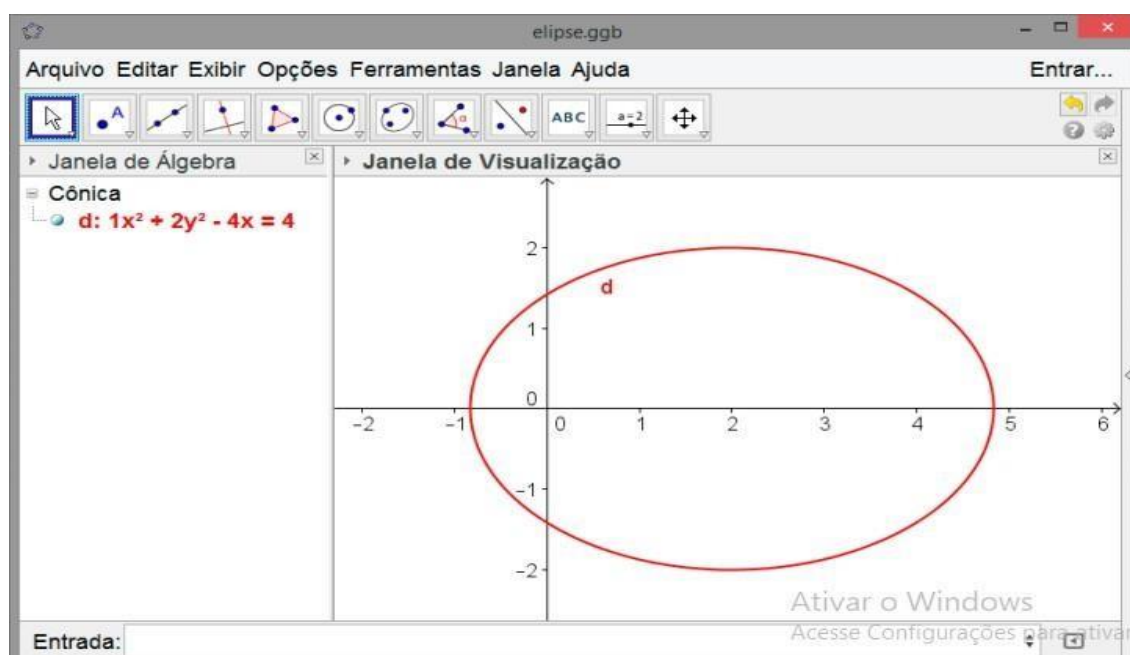 elipse.ggb
Arquivo Editar Exibir Opções Ferramentas Janela Ajuda Entrar...
A α ABC a=2
Janela de Álgebra
Janela de Visualização
Cônica
d: 1x² + 2y² - 4x = 4
2
d
1
0
-2 -1 0 1 2 3 4 5 6
-1
-2
Ativar o Windows
Acesse Configurações para ativar
Entrada: